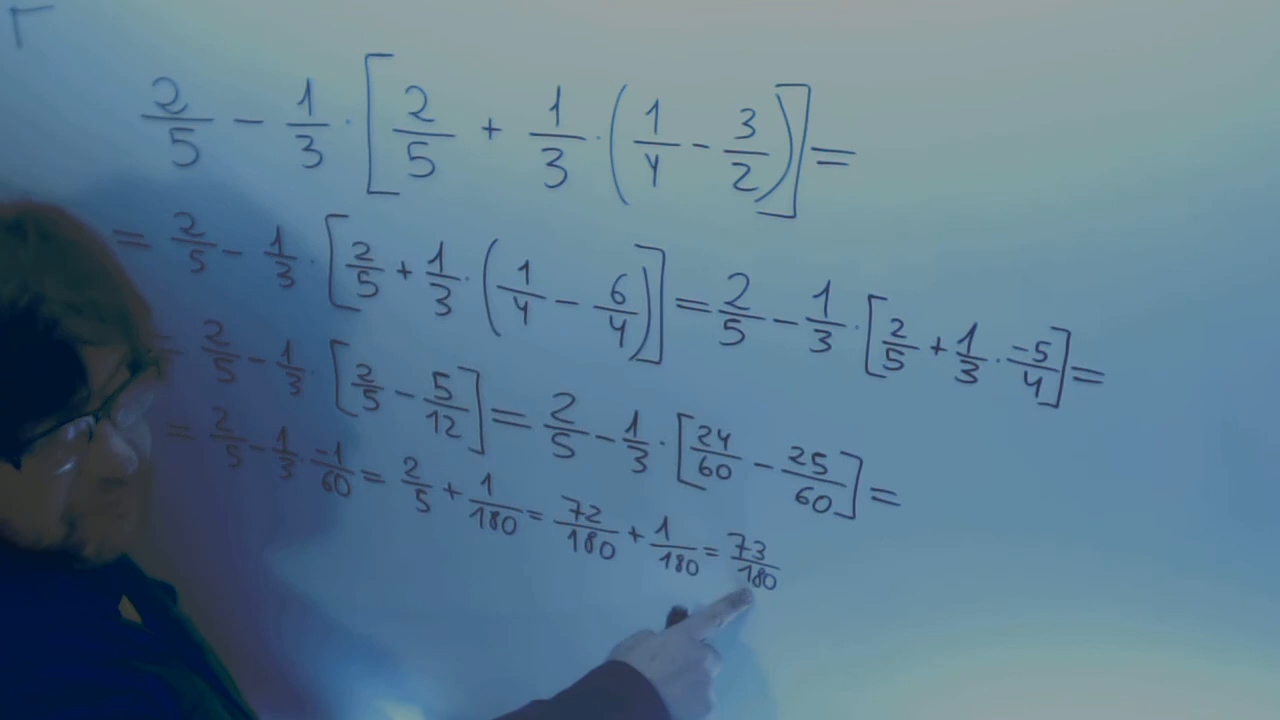 2/5 - 1/3 · [2/5 + 1/3 · (1/4 - 3/2)] =
= 2/5 - 1/3 · [2/5 + 1/3 · (1/4 - 6/4)] = 2/5 - 1/3 · [2/5 + 1/3 · -5/4] =
= 2/5 - 1/3 · [2/5 - 5/12] = 2/5 - 1/3 · [24/60 - 25/60] =
= 2/5 - 1/3 · -1/60 = 2/5 + 1/180 = 72/180 + 1/180 = 73/180